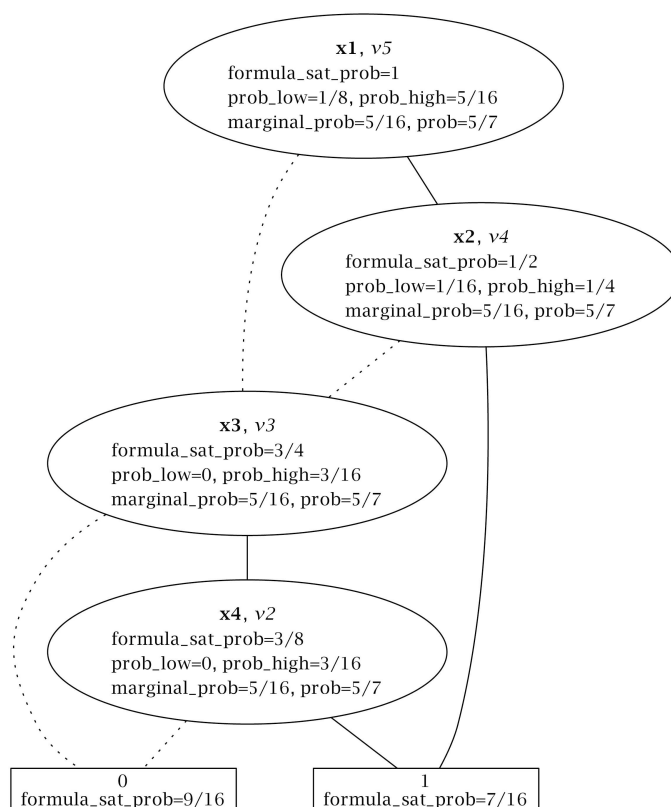 x1, v5
formula_sat_prob=1
prob_low=1/8, prob_high=5/16
marginal_prob=5/16, prob=5/7
x2, v4
formula_sat_prob=1/2
prob_low=1/16, prob_high=1/4
marginal_prob=5/16, prob=5/7
x3, v3
formula_sat_prob=3/4
prob_low=0, prob_high=3/16
marginal_prob=5/16, prob=5/7
x4, v2
formula_sat_prob=3/8
prob_low=0, prob_high=3/16
marginal_prob=5/16, prob=5/7
0
formula_sat_prob=9/16
1
formula_sat_prob=7/16